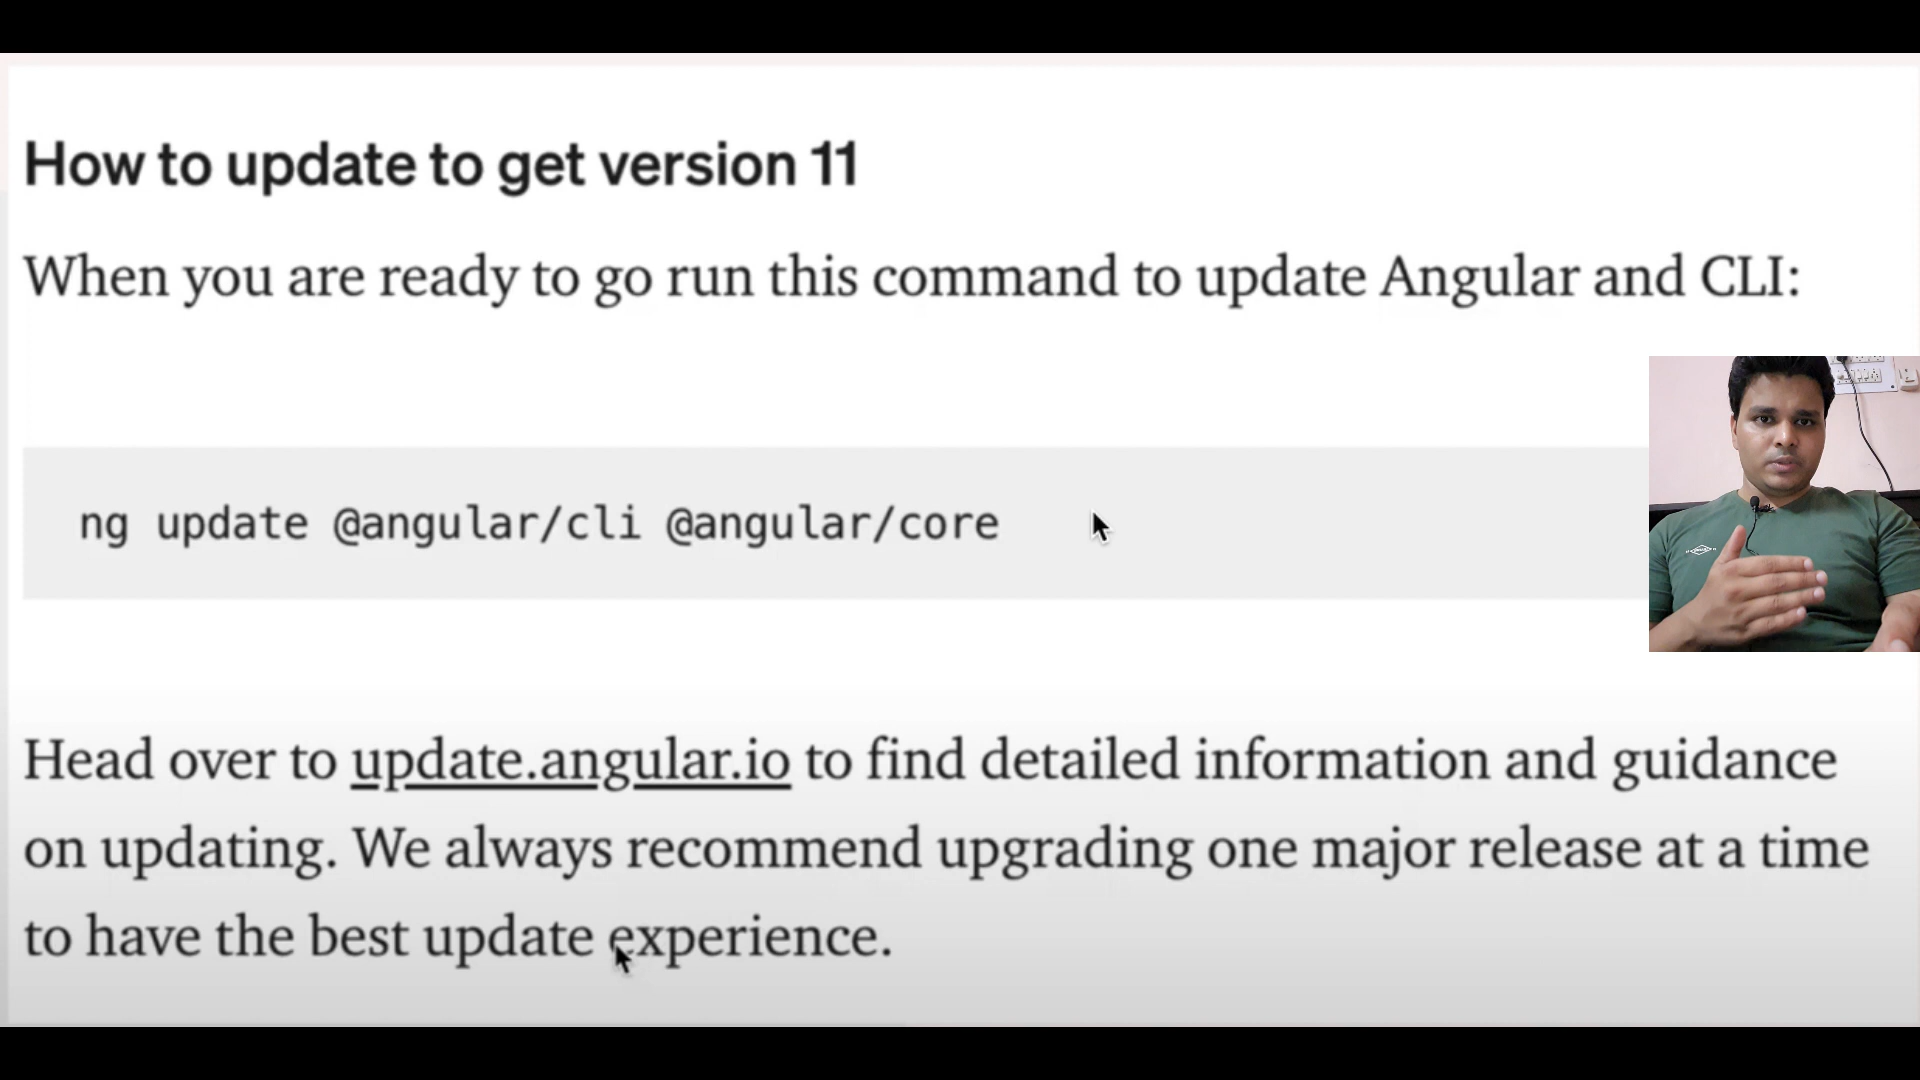 How to update to get version 11
When you are ready to go run this command to update Angular and CLI:
ng update @angular/cli @angular/core
Head over to update.angular.io to find detailed information and guidance
on updating. We always recommend upgrading one major release at a time
to have the best update experience.